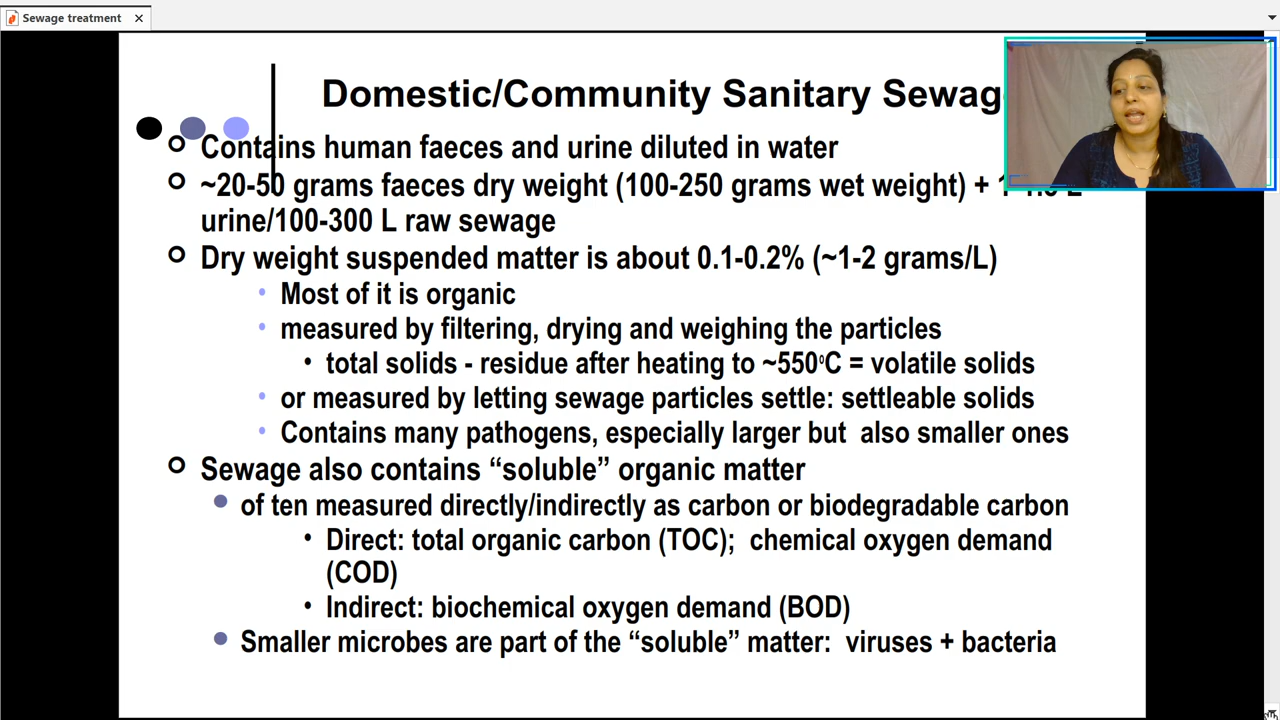 Sewage treatment
Domestic/Community Sanitary
Contains human faeces and urine diluted in water
~20-50 grams faeces dry weight (100-250 grams wet weight) +
urine/100-300 L raw sewage
Dry weight suspended matter is about 0.1-0.2% (~1-2 grams/L)
Most of it is organic
measured by filtering, drying and weighing the particles
total solids - residue after heating to ~550⁰C = volatile solids
or measured by letting sewage particles settle: settleable solids
Contains many pathogens, especially larger but also smaller ones
Sewage also contains “soluble” organic matter
of ten measured directly/indirectly as carbon or biodegradable carbon
Direct: total organic carbon (TOC); chemical oxygen demand
(COD)
Indirect: biochemical oxygen demand (BOD)
Smaller microbes are part of the “soluble” matter: viruses + bacteria